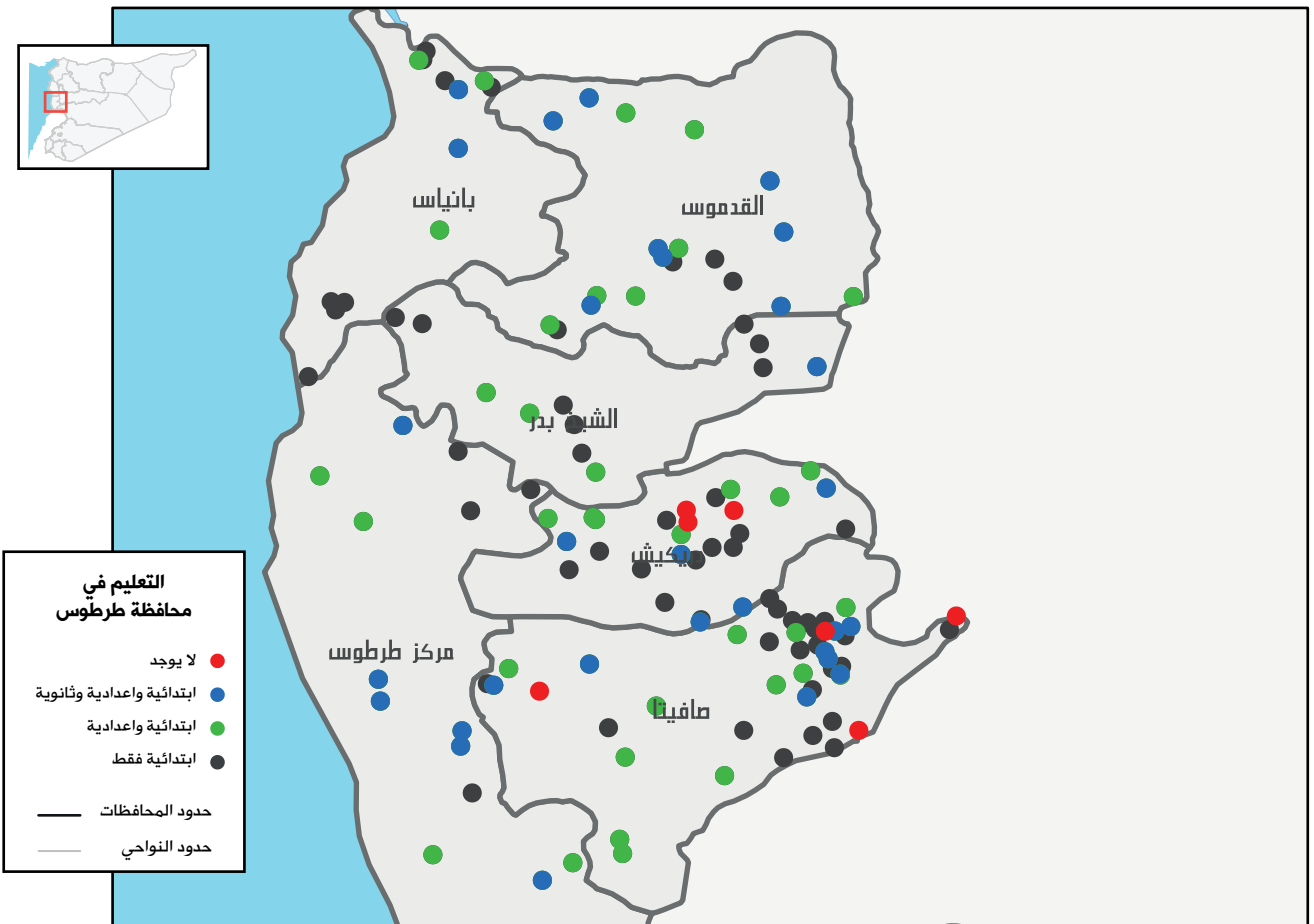 بانياس
القدموس
الشيخ بدر
مركز طرطوس
صافيتا
التعليم في
محافظة طرطوس
لا يوجد
ابتدائية واعدادية وثانوية
ابتدائية واعدادية
ابتدائية فقط
حدود المحافظات
حدود النواحي